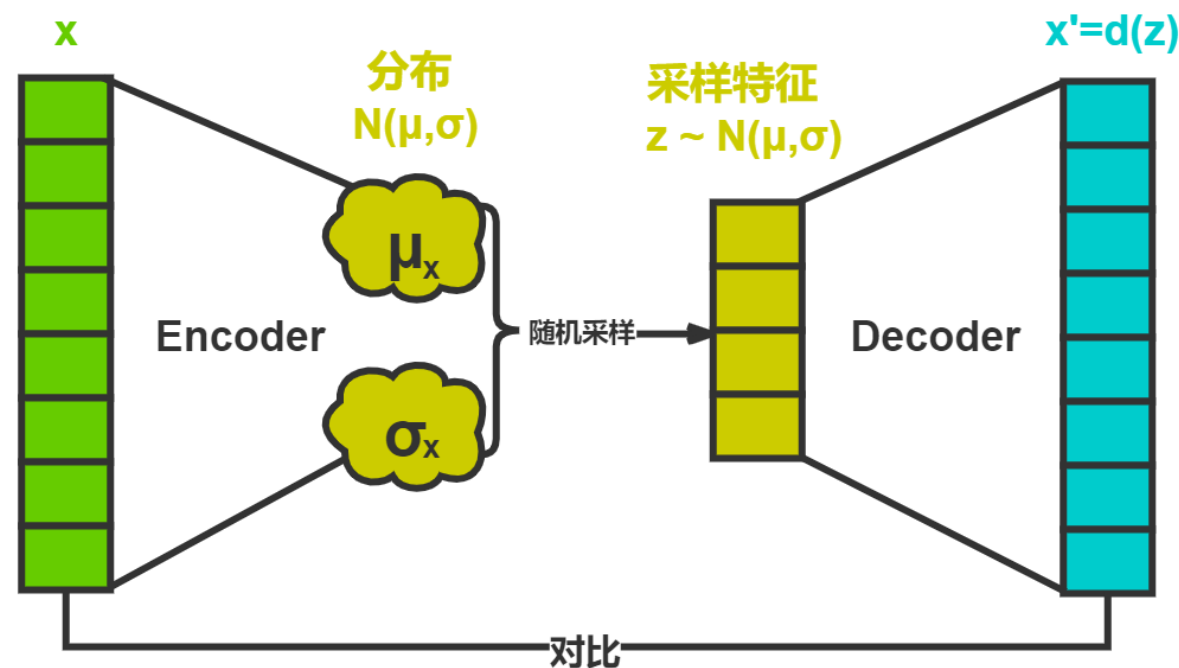 x
x'=d(z)
分布
N(μ,σ)
采样特征
z ~ N(μ,σ)
μx
Encoder
随机采样
Decoder
σx
对比